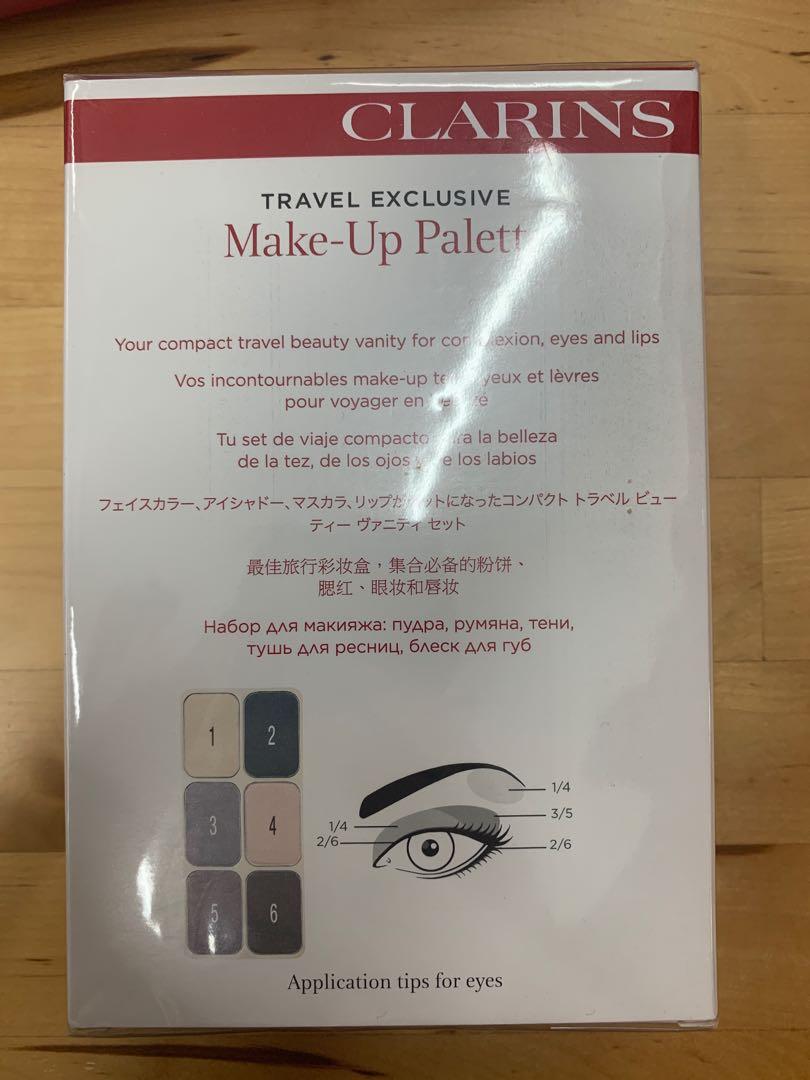 CLARINS
TRAVEL EXCLUSIVE
Make-Up Palette
Your compact travel beauty vanity for complexion, eyes and lips
Vos incontournables make-up teint, yeux et lèvres
pour voyager en beauté
Tu set de viaje compacto para la belleza
de la tez, de los ojos y de los labios
フェイスカラー、アイシャドー、マスカラ、リップがセットになったコンパクト トラベル ビュー
ティー ヴァニティ セット
最佳旅行彩妆盒，集合必备的粉饼、
腮红、眼妆和唇妆
Набор для макияжа: пудра, румяна, тени,
тушь для ресниц, блеск для губ
1 2
3 4
5 6
1/4
3/5
1/4
2/6
2/6
Application tips for eyes